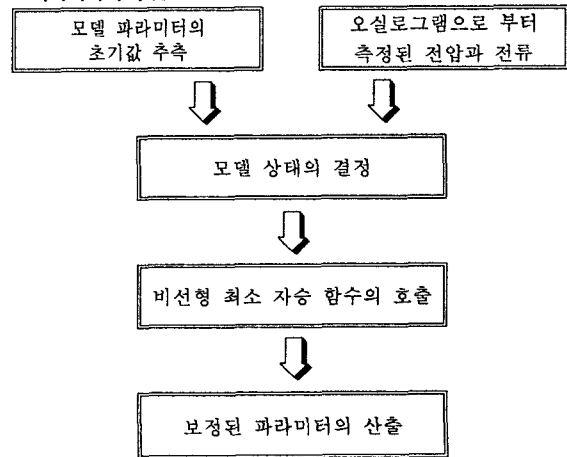 모델 파라미터의
초기값 추측
오실로그램으로 부터
측정된 전압과 전류
모델 상태의 결정
비선형 최소 자승 함수의 호출
보정된 파라미터의 산출